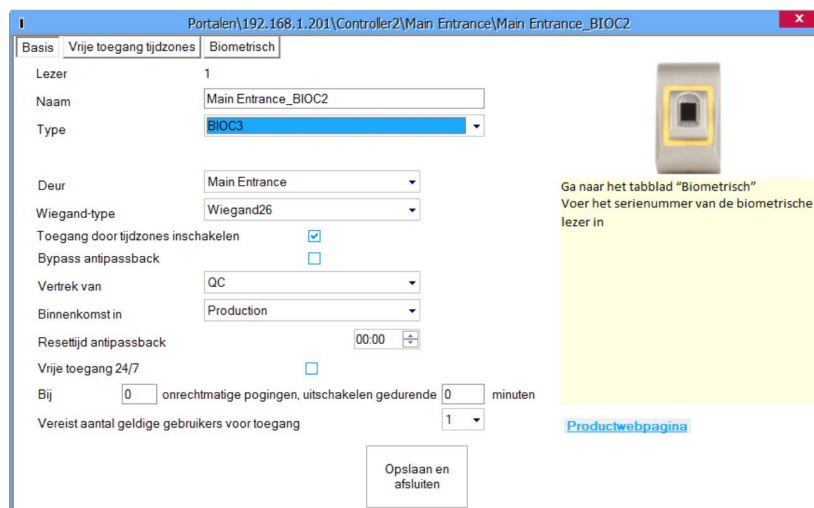 Portalen\192.168.1.201\Controller2\Main Entrance\Main Entrance_BIOC2
x
Basis Vrije toegang tijdzones Biometrisch
Lezer 1
Naam Main Entrance_BIOC2
Type BIOC3
Deur Main Entrance
Wiegand-type Wiegand26
Toegang door tijdzones inschakelen
Bypass antipassback
Vertrek van QC
Binnenkomst in Production
Resettijd antipassback 00:00
Vrije toegang 24/7
Bij 0 onrechtmatige pogingen, uitschakelen gedurende 0 minuten
Vereist aantal geldige gebruikers voor toegang 1
Opslaan en
afsluiten
Ga naar het tabblad "Biometrisch"
Voer het serienummer van de biometrische
lezer in
Productwebpagina